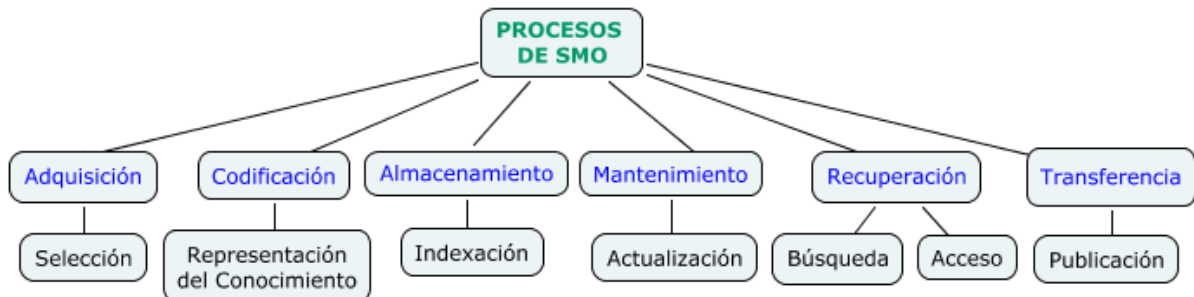 PROCESOS
DE SMO
Adquisición
Codificación
Almacenamiento
Mantenimiento
Recuperación
Transferencia
Selección
Representación
del Conocimiento
Indexación
Actualización
Búsqueda
Acceso
Publicación